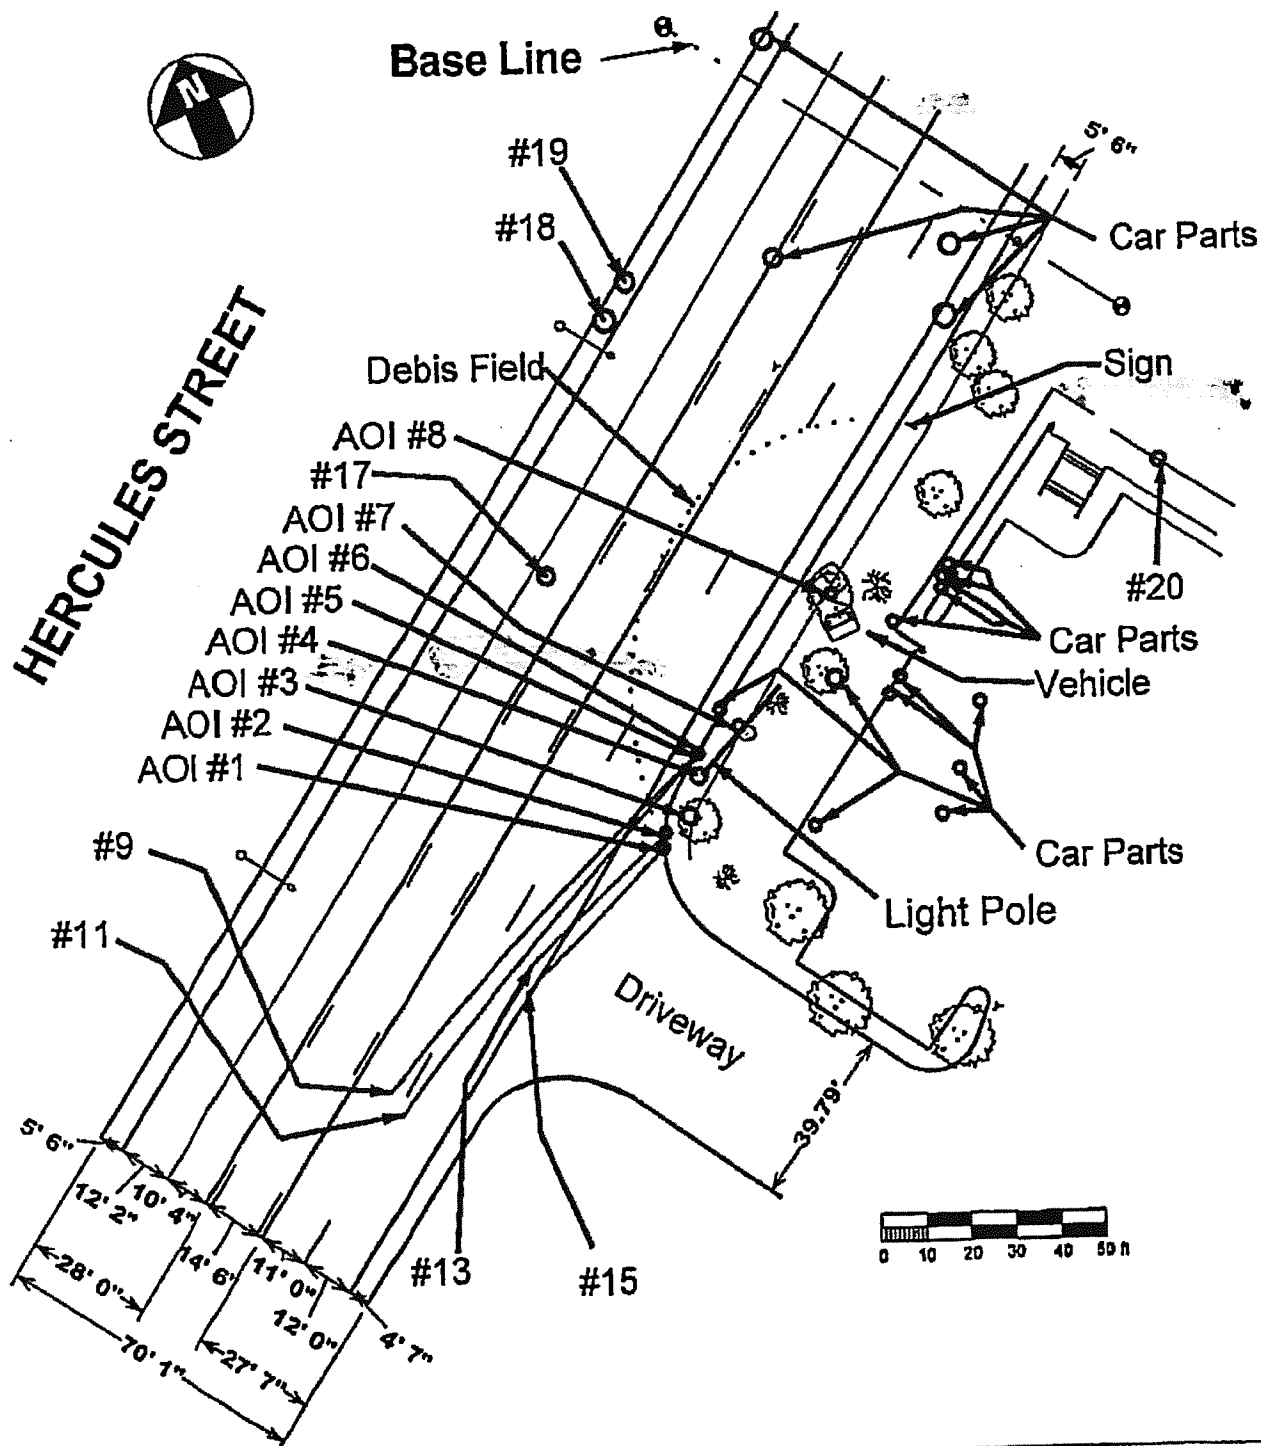 Base Line
N
#19
#18
5' 6"
Car Parts
HERCULES STREET
Debis Field
Sign
AOI #8
#17
AOI #7
AOI #6
AOI #5
AOI #4
AOI #3
AOI #2
AOI #1
#20
Car Parts
Vehicle
#9
Car Parts
Light Pole
#11
Driveway
39.79'
5' 6"
12' 2"
10' 4"
14' 6"
11' 0"
12' 0"
4' 7"
28' 0"
27' 7"
70' 1"
#13
#15
0 10 20 30 40 50 ft